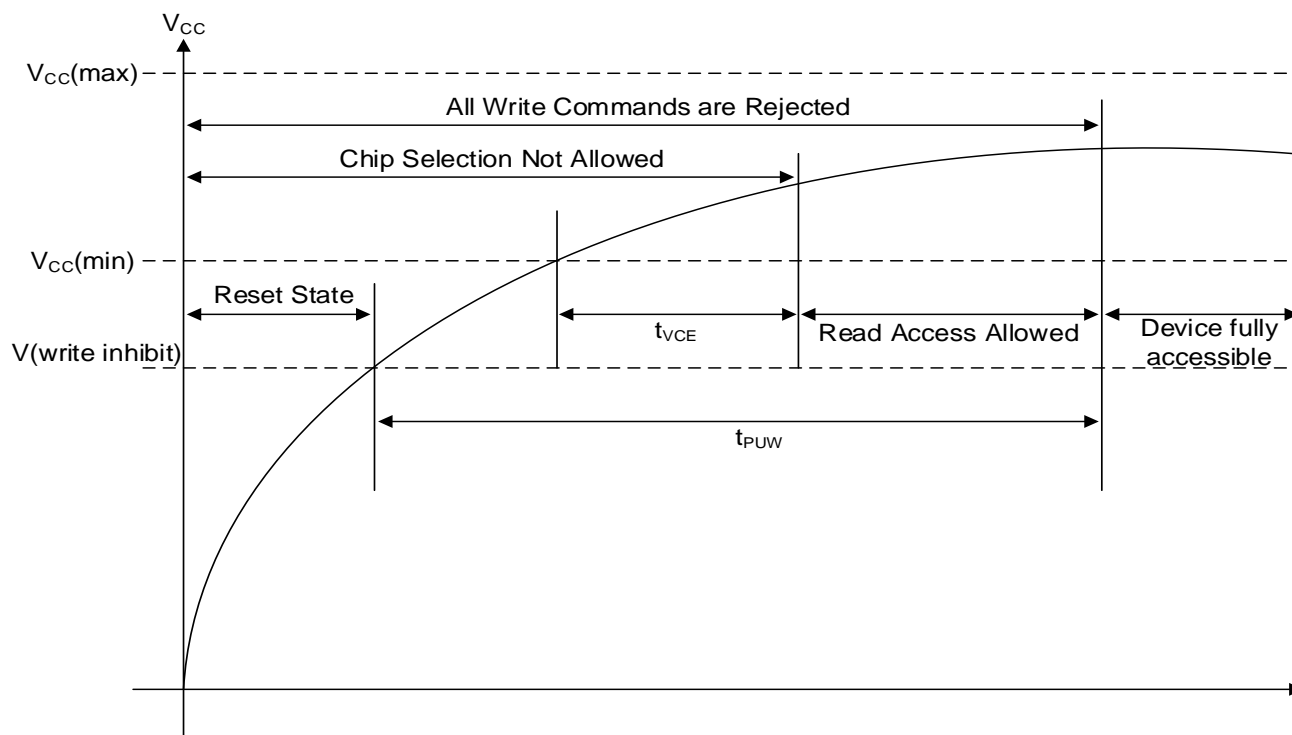 VCC
VCC(max)
All Write Commands are Rejected
Chip Selection Not Allowed
VCC(min)
Reset State
tVCE
Read Access Allowed
Device fully
accessible
V(write inhibit)
tPUW